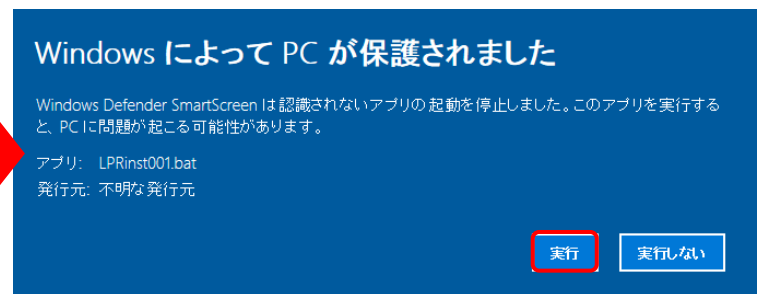 Windows によって PC が保護されました
Windows Defender SmartScreen は認識されないアプリの起動を停止しました。このアプリを実行する
と、PC に問題が起こる可能性があります。
アプリ: LPRinst001.bat
発行元: 不明な発行元
実行 実行しない